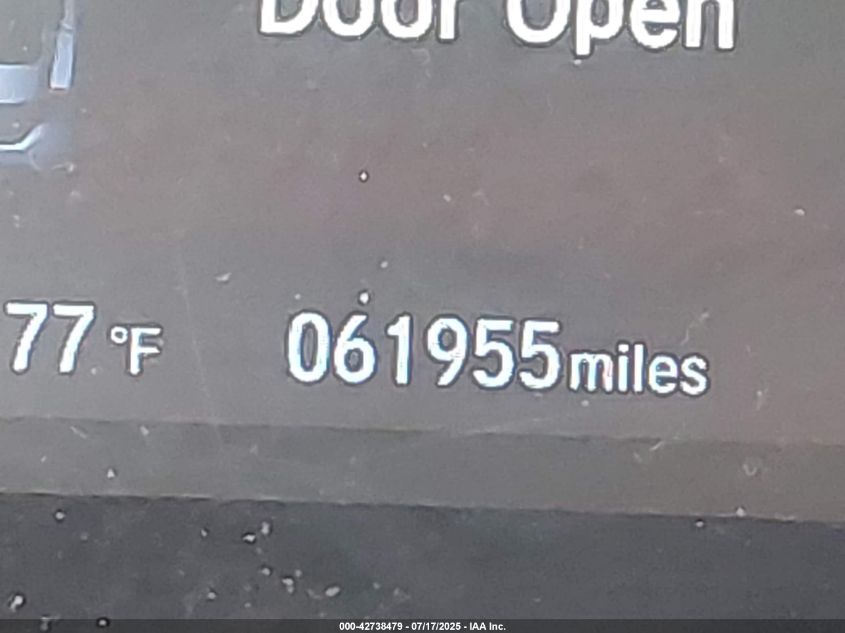 Door Open
77 °F 061955 miles
000-42738479 - 07/17/2025 - IAA Inc.